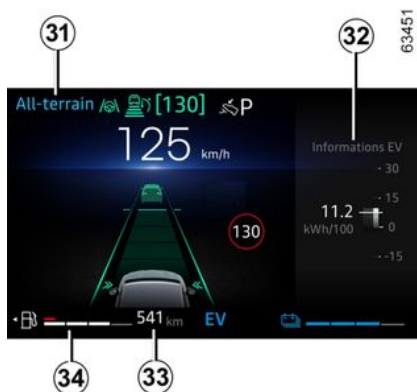 31
32
63451
All-terrain [130] P
125 km/h
Informations EV
30
15
11.2
kWh/100
0
-15
130
541 km EV
34
33